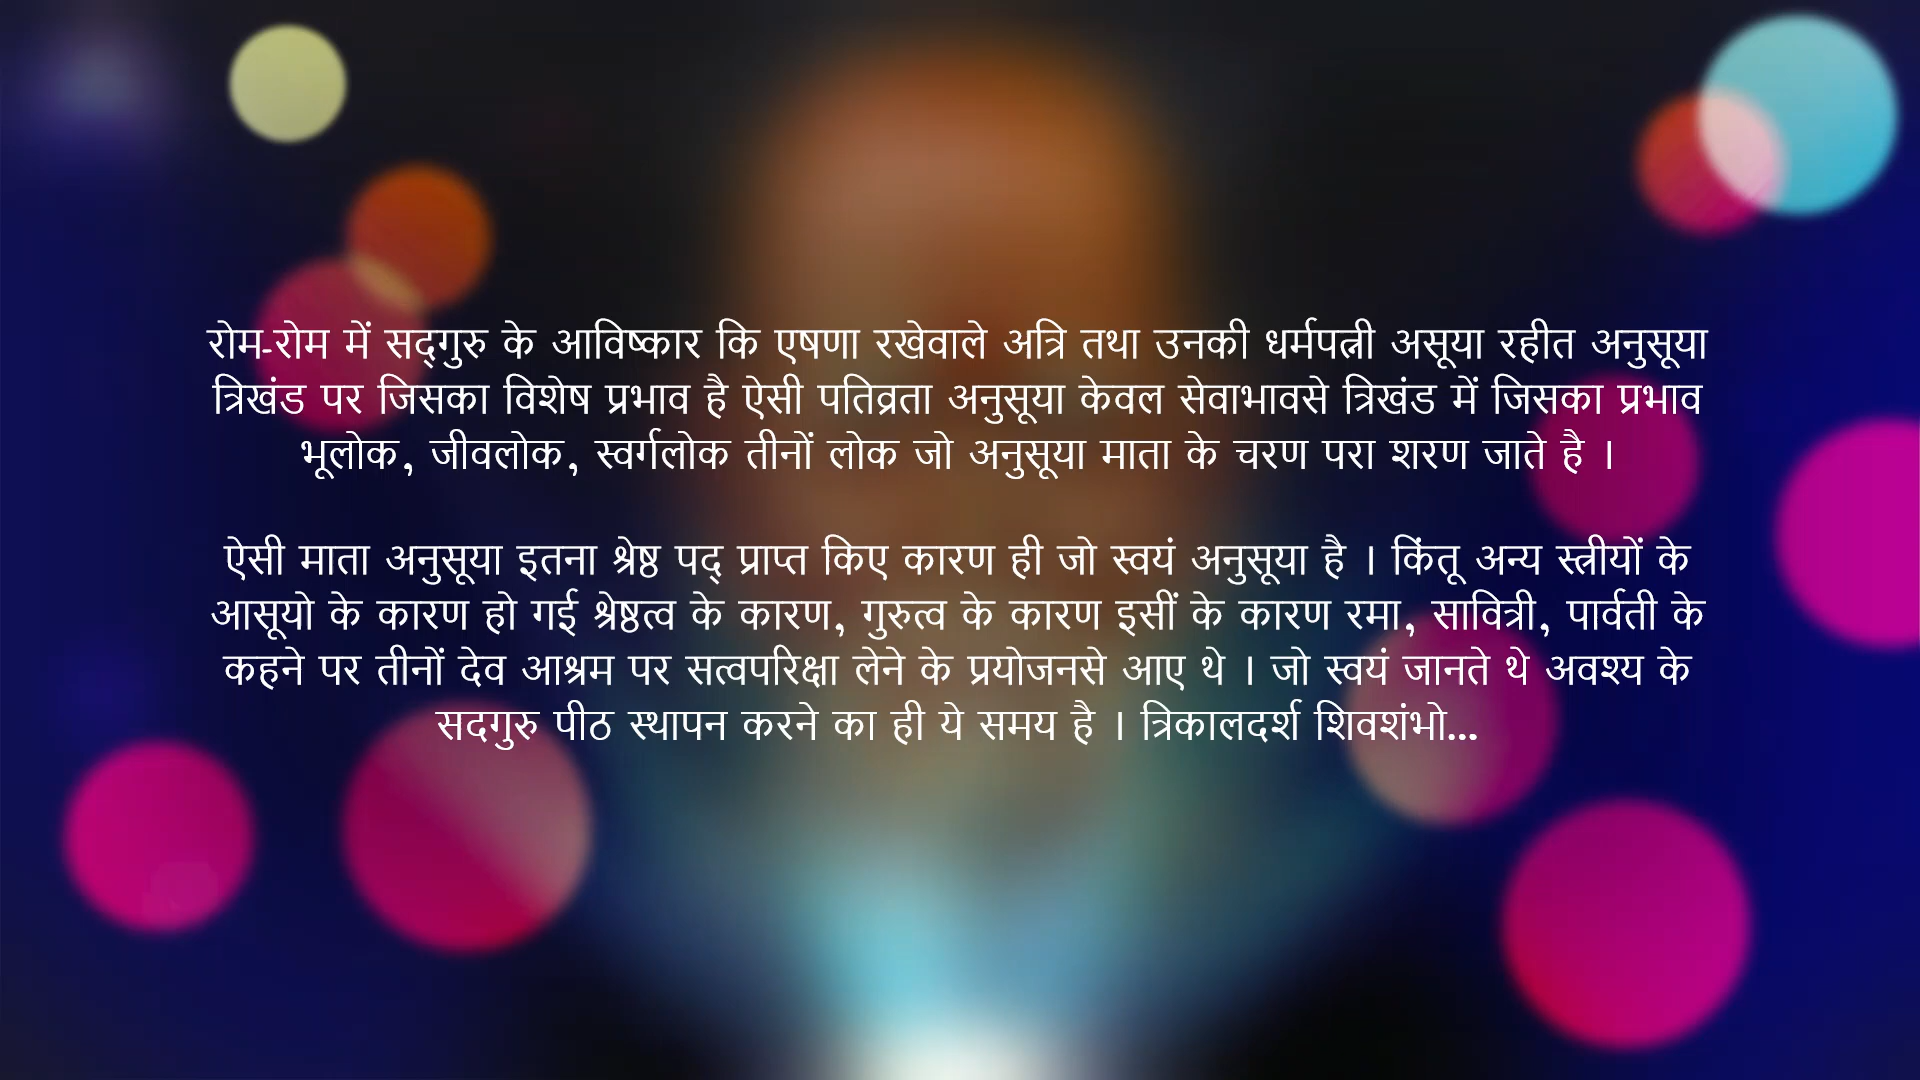 रोम-रोम में सद्‌गुरु के आविष्कार कि एषणा रखेवाले अत्रि तथा उनकी धर्मपत्नी असूया रहीत अनुसूया
त्रिखंड पर जिसका विशेष प्रभाव है ऐसी पतिव्रता अनुसूया केवल सेवाभावसे त्रिखंड में जिसका प्रभाव
भूलोक, जीवलोक, स्वर्गलोक तीनों लोक जो अनुसूया माता के चरण परा शरण जाते है ।
ऐसी माता अनुसूया इतना श्रेष्ठ पद् प्राप्त किए कारण ही जो स्वयं अनुसूया है । किंतू अन्य स्त्रीयों के
आसूयो के कारण हो गई श्रेष्ठत्व के कारण, गुरुत्व के कारण इसीं के कारण रमा, सावित्री, पार्वती के
कहने पर तीनों देव आश्रम पर सत्वपरिक्षा लेने के प्रयोजनसे आए थे । जो स्वयं जानते थे अवश्य के
सदगुरु पीठ स्थापन करने का ही ये समय है । त्रिकालदर्श शिवशंभो...